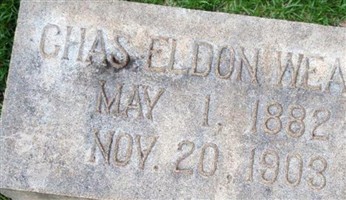 CHAS ELDON WEA
MAY 1, 1882
NOV. 20, 1903